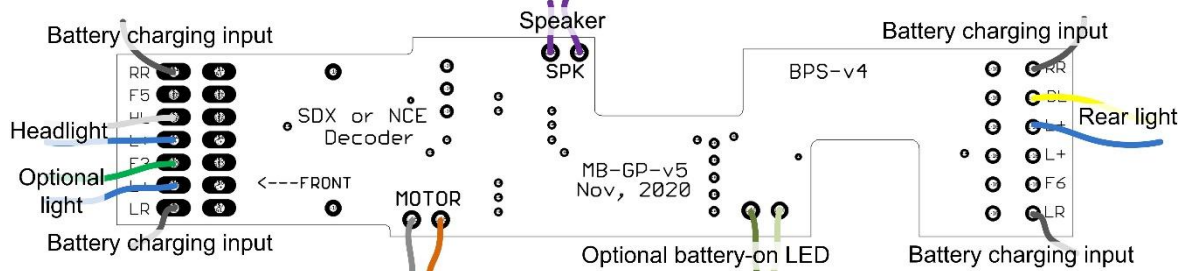 Speaker
Battery charging input
Battery charging input
RR
SPK
BPS-v4
RR
F5
BL
HL
SDX or NCE
Decoder
Headlight
L+
L+
Rear light
F3
MB-GP-v5
Nov, 2020
L+
Optional
light
L+
<---FRONT
F6
MOTOR
LR
LR
Battery charging input
Optional battery-on LED
Battery charging input